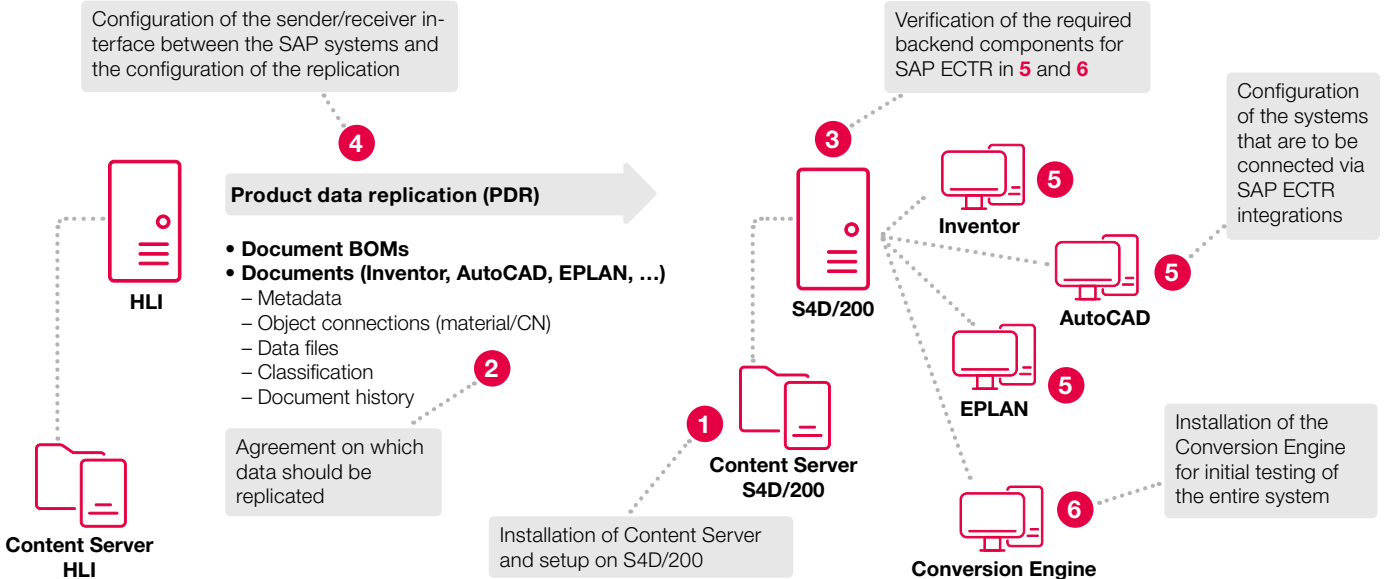 Configuration of the sender/receiver in-
terface between the SAP systems and
the configuration of the replication
4
Verification of the required
backend components for
SAP ECTR in 5 and 6
3
Configuration
of the systems
that are to be
connected via
SAP ECTR
integrations
HLI
Product data replication (PDR)
• Document BOMs
• Documents (Inventor, AutoCAD, EPLAN, …)
– Metadata
– Object connections (material/CN)
– Data files
– Classification
– Document history
2
Agreement on which
data should be
replicated
Content Server
HLI
S4D/200
Inventor
5
AutoCAD
5
EPLAN
5
1
Content Server
S4D/200
Installation of Content Server
and setup on S4D/200
Installation of the
Conversion Engine
for initial testing of
the entire system
6
Conversion Engine